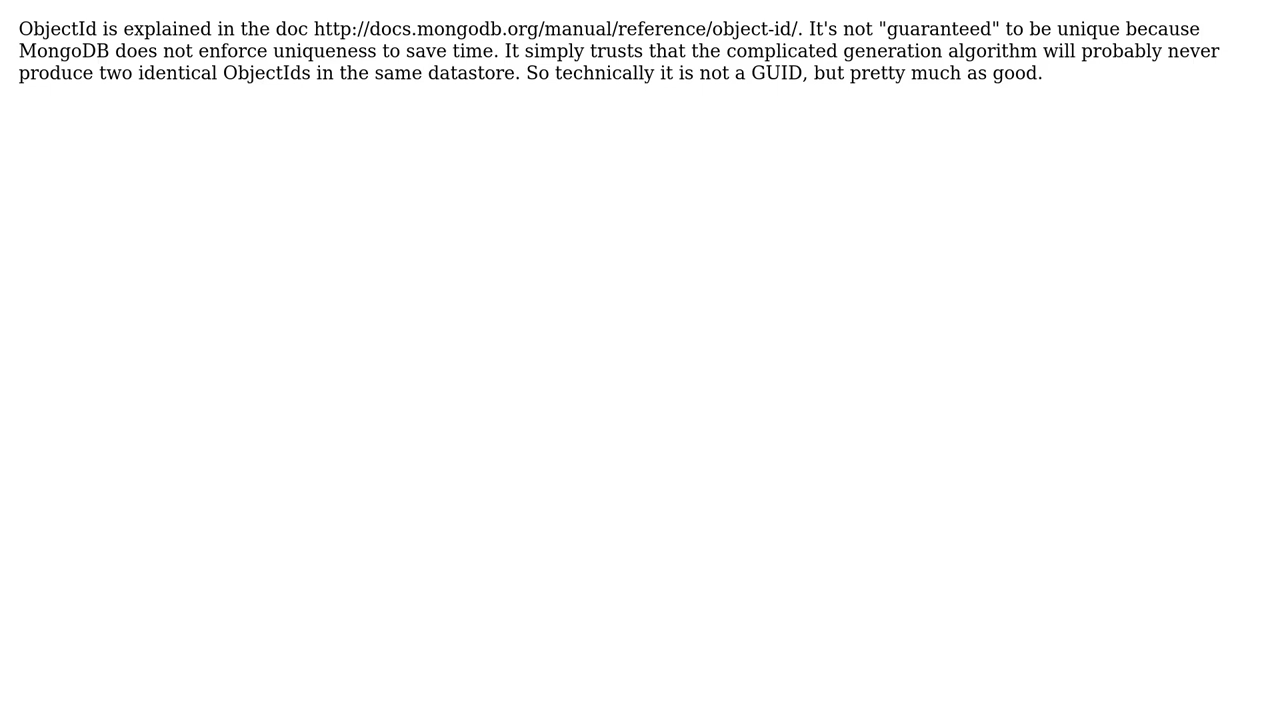 ObjectId is explained in the doc http://docs.mongodb.org/manual/reference/object-id/. It's not "guaranteed" to be unique because
MongoDB does not enforce uniqueness to save time. It simply trusts that the complicated generation algorithm will probably never
produce two identical ObjectIds in the same datastore. So technically it is not a GUID, but pretty much as good.